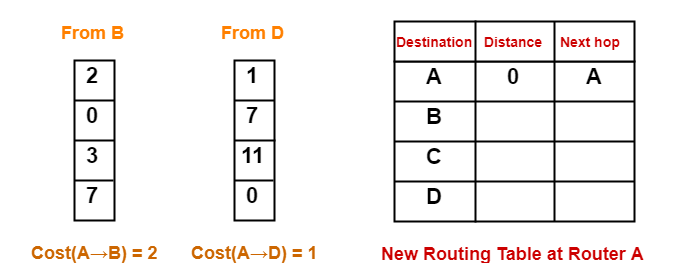 From B
2
0
3
7
Cost(A→B) = 2
From D
1
7
11
0
Cost(A→D) = 1
Destination Distance Next hop
A 0 A
B
C
D
New Routing Table at Router A